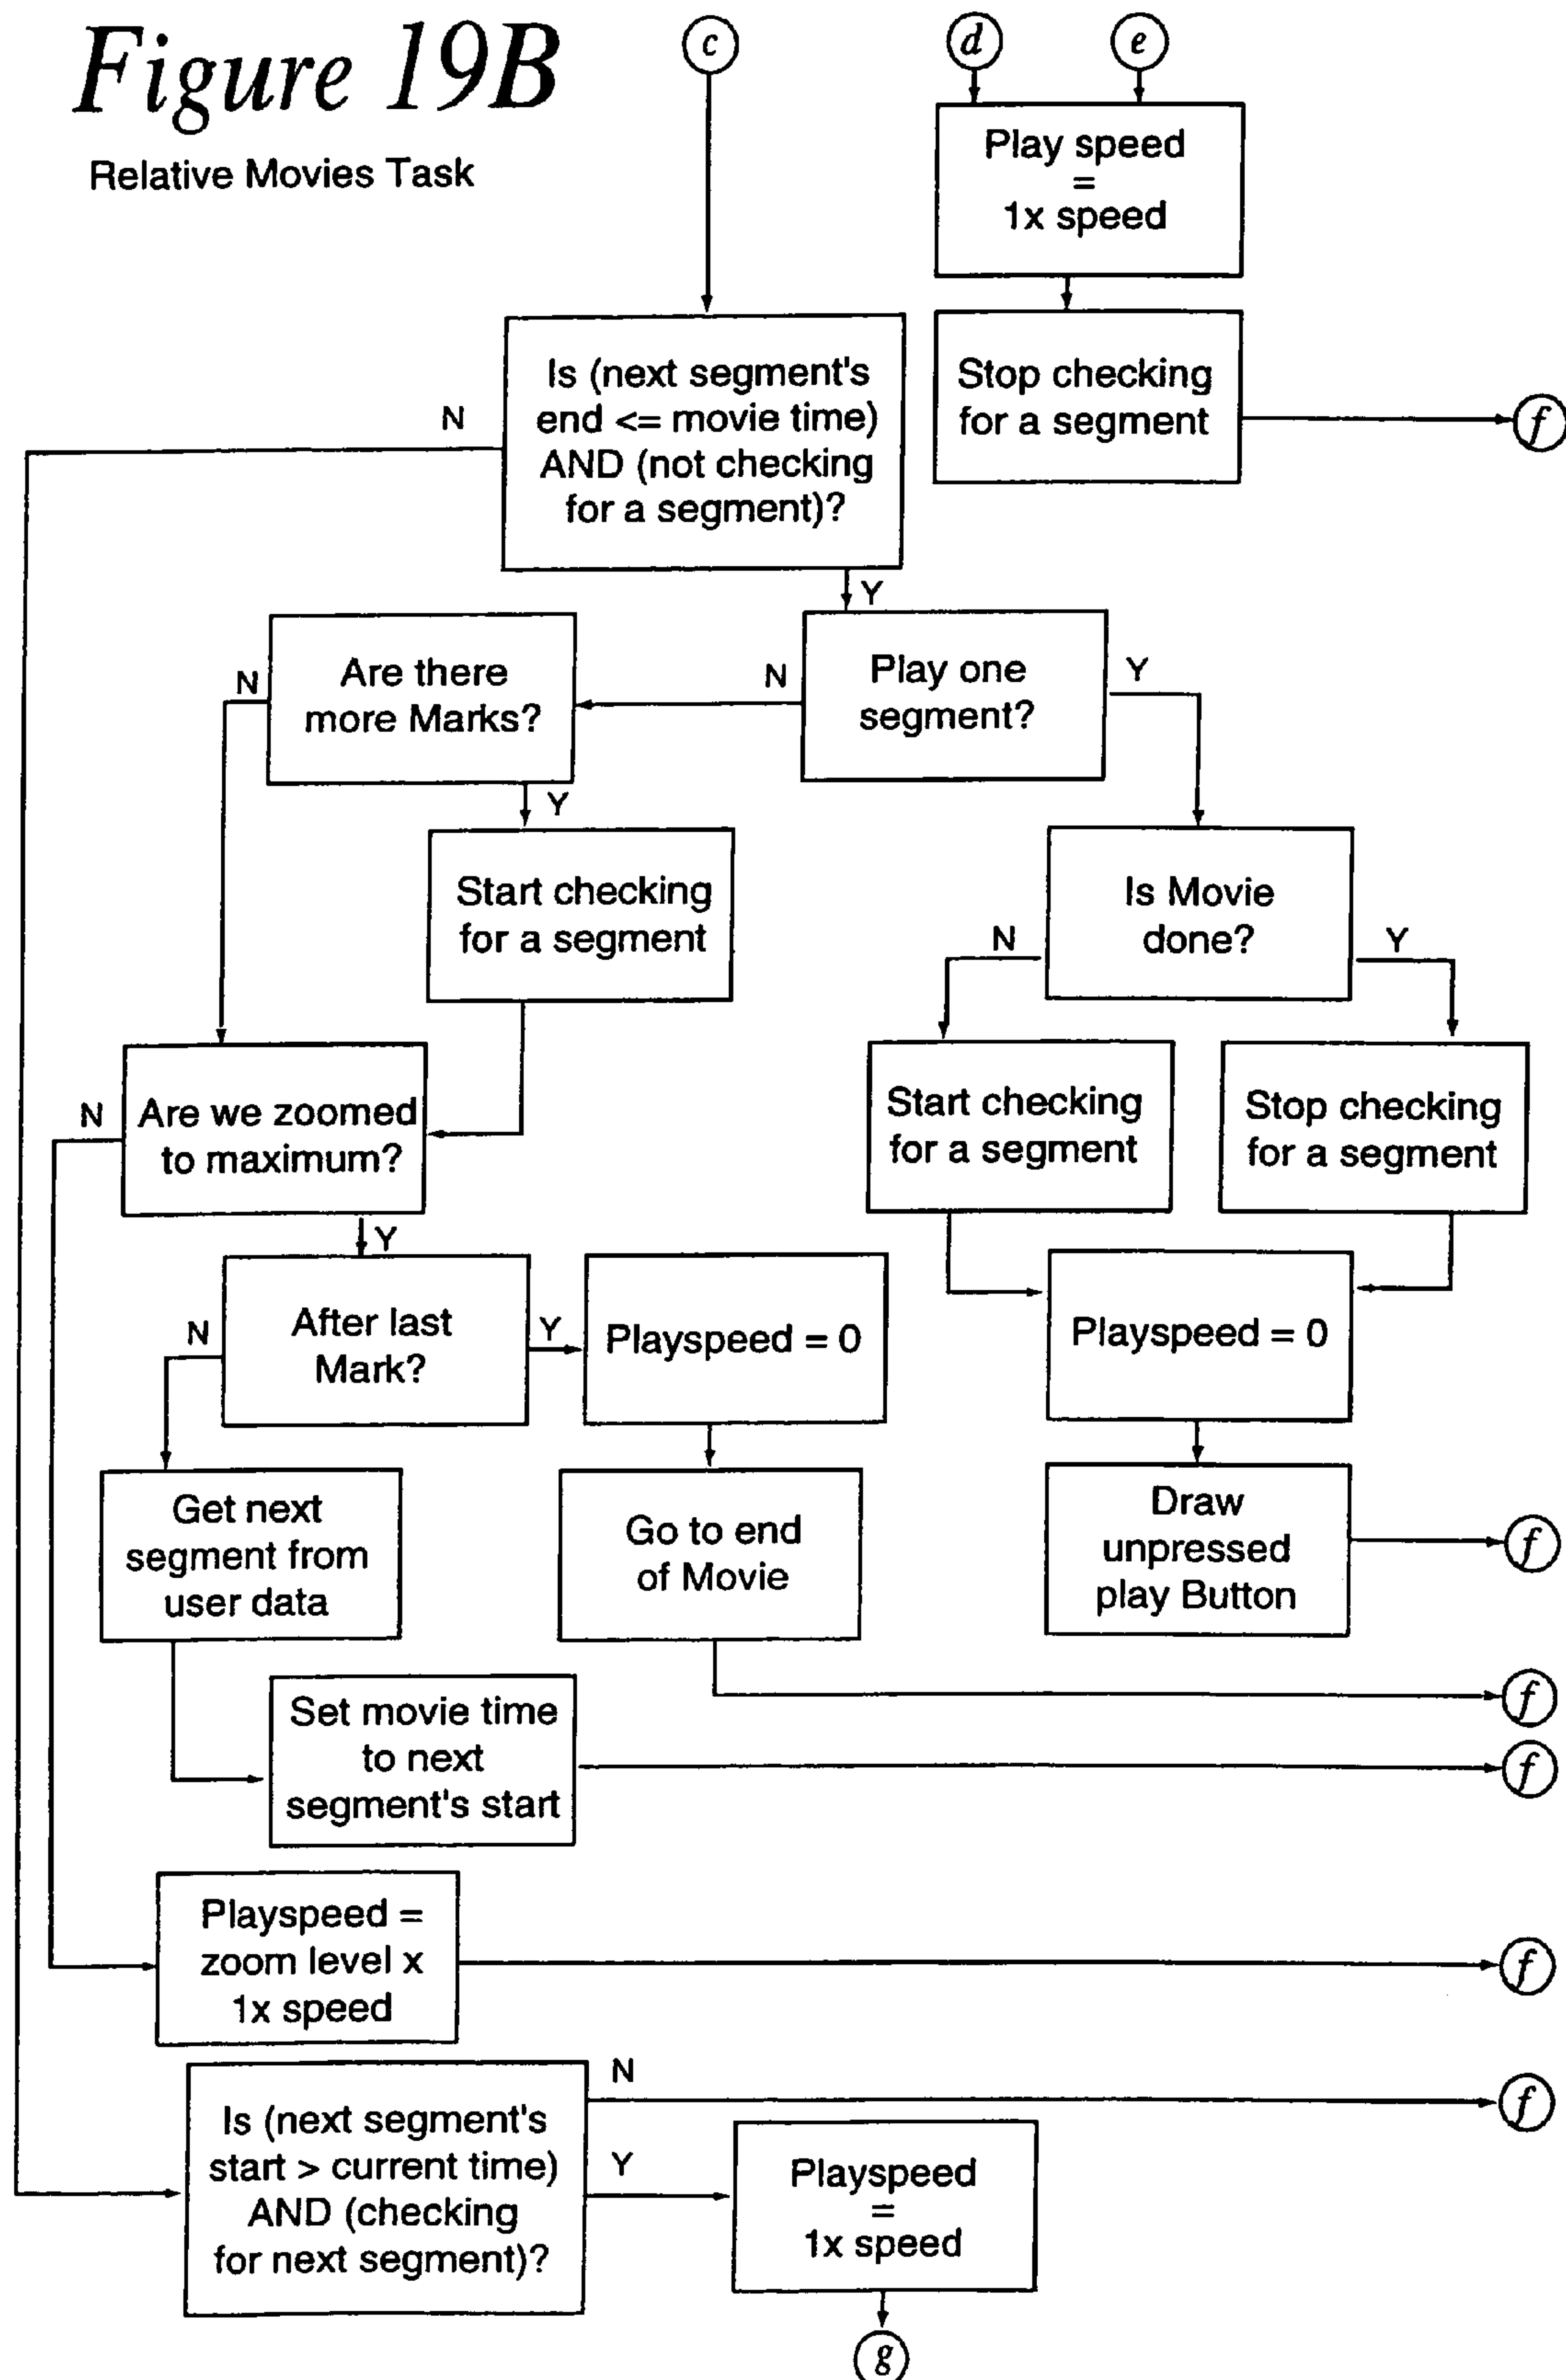 Figure 19B
Relative Movies Task
c
d
e
Play speed
=
1x speed
Is (next segment's
end <= movie time)
AND (not checking
for a segment)?
N
Y
Stop checking
for a segment
f
Are there
more Marks?
N
Y
Play one
segment?
N
Y
Start checking
for a segment
Is Movie
done?
N
Y
Are we zoomed
to maximum?
N
Y
Start checking
for a segment
Stop checking
for a segment
After last
Mark?
N
Y
Playspeed = 0
Playspeed = 0
Get next
segment from
user data
Go to end
of Movie
Draw
unpressed
play Button
f
f
Set movie time
to next
segment's start
f
Playspeed =
zoom level x
1x speed
f
Is (next segment's
start > current time)
AND (checking
for next segment)?
N
f
Y
Playspeed
=
1x speed
g